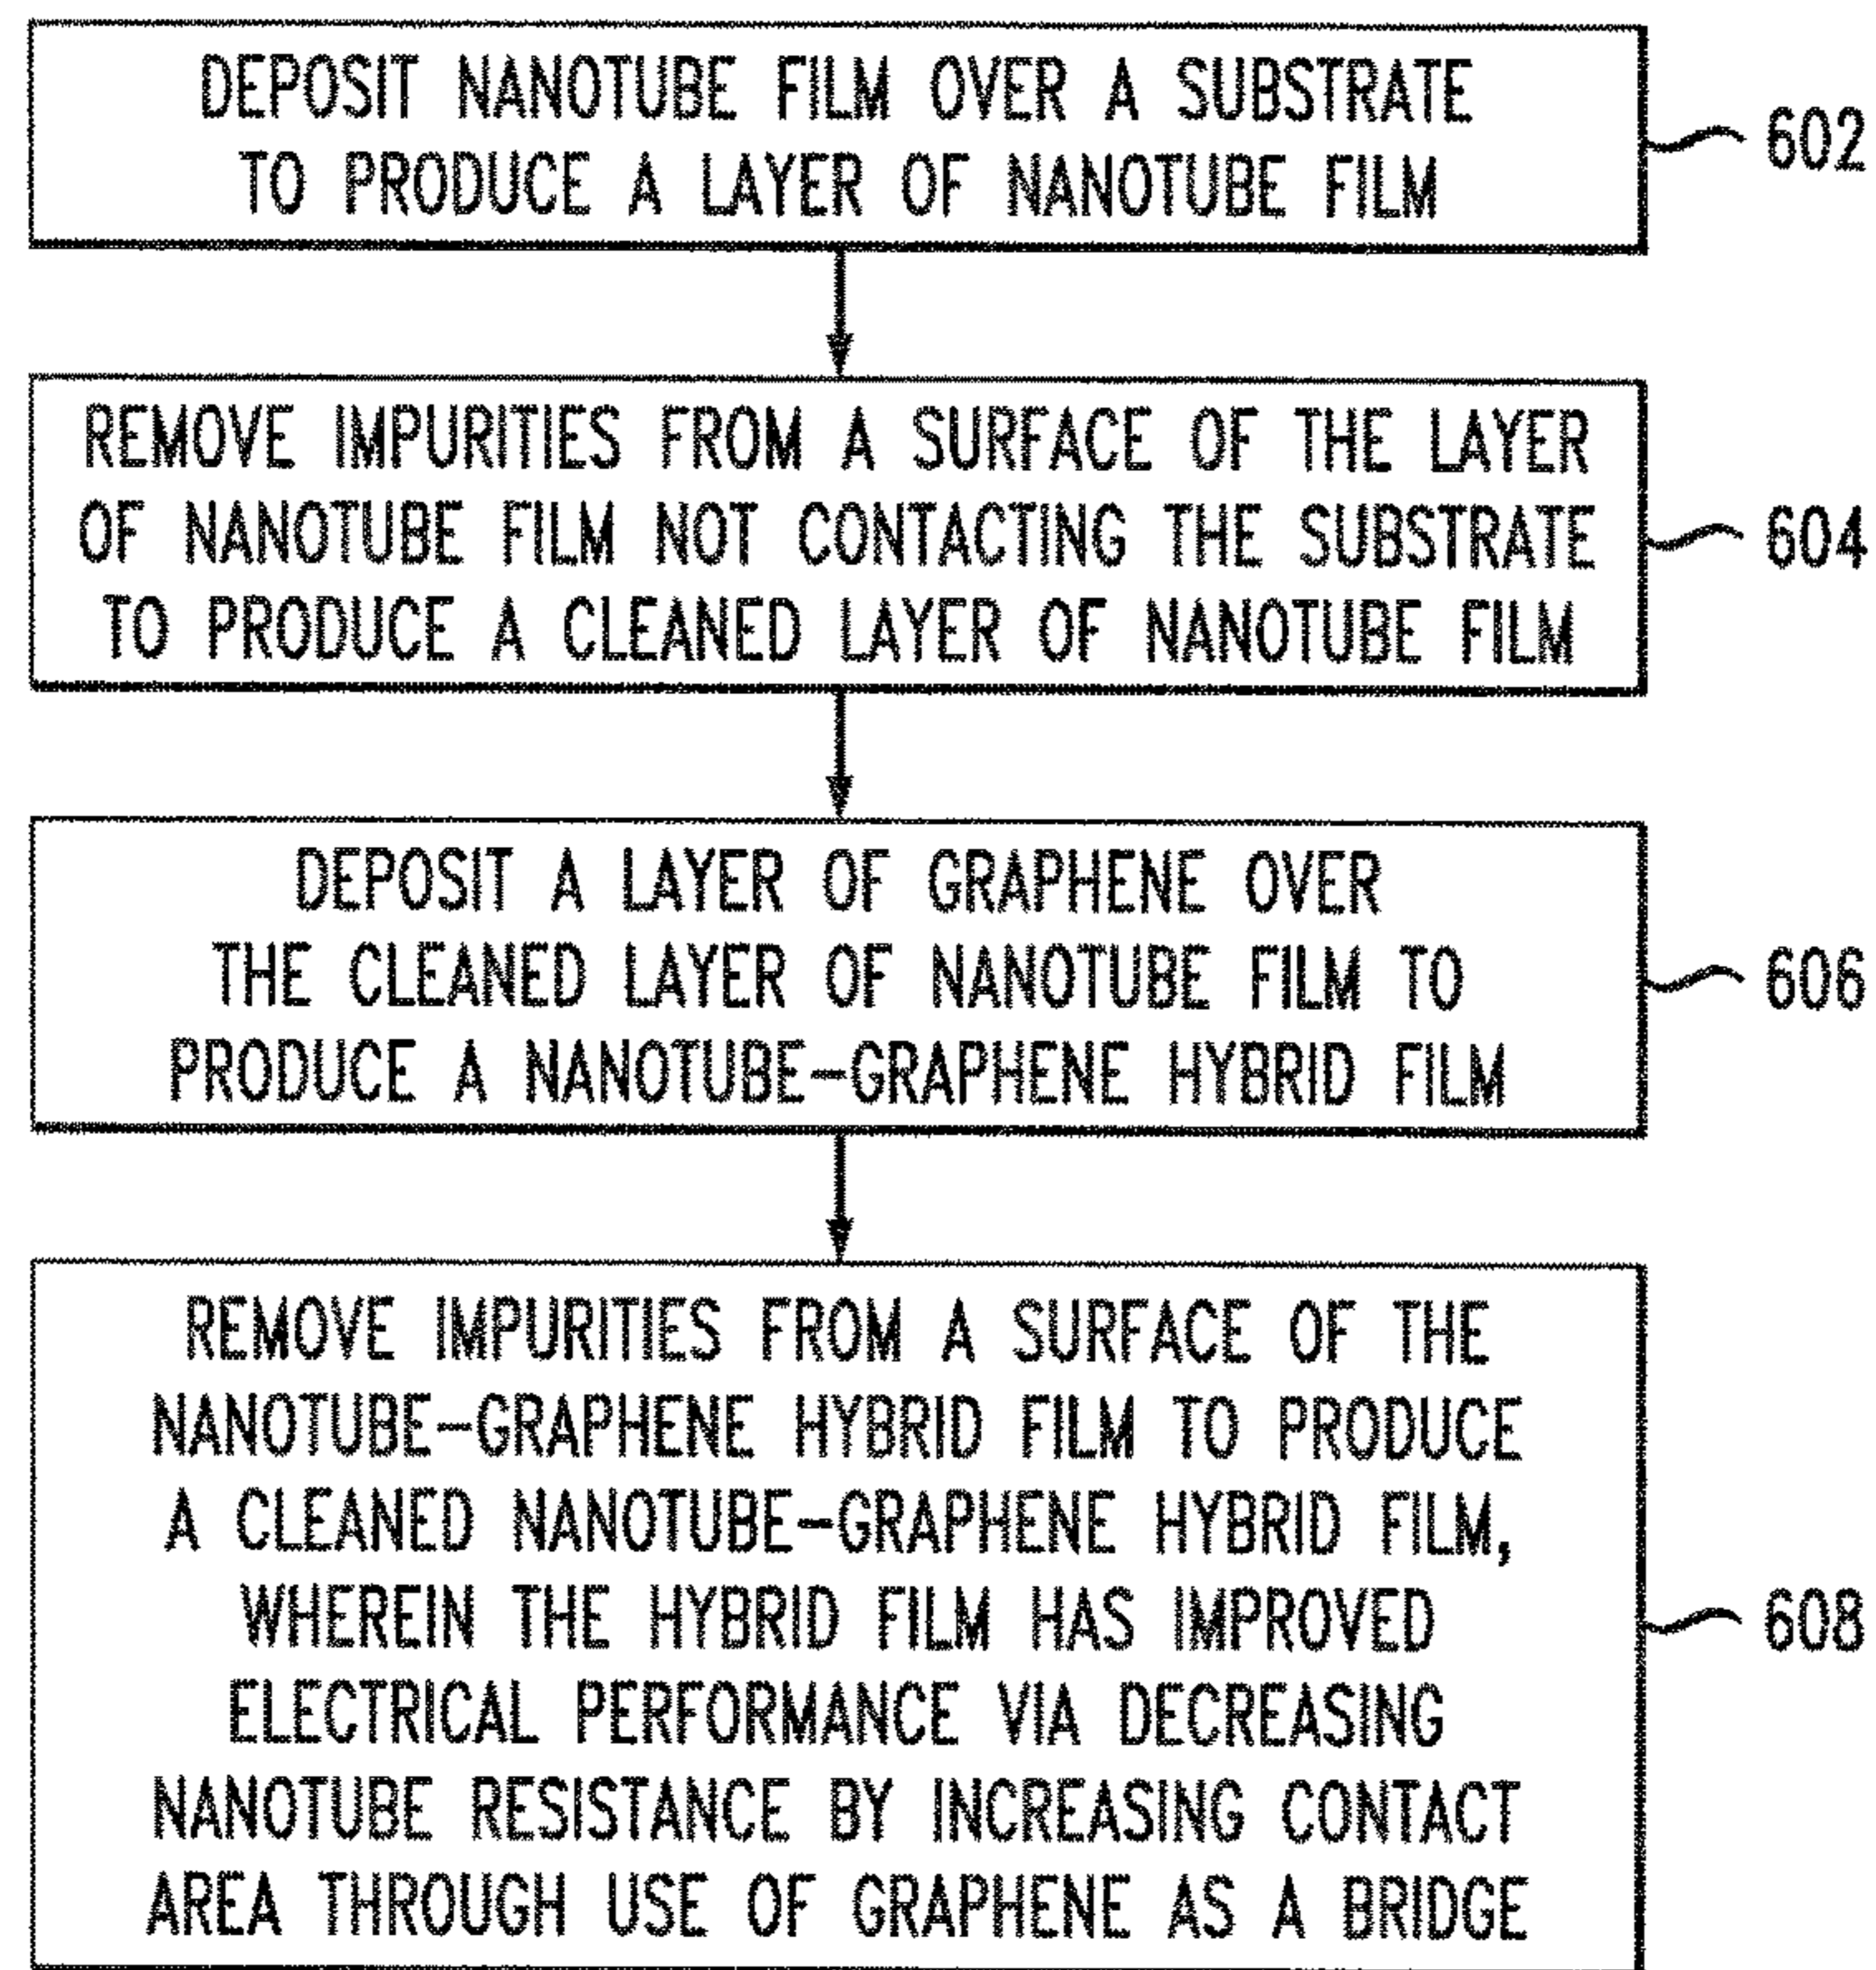 DEPOSIT NANOTUBE FILM OVER A SUBSTRATE
TO PRODUCE A LAYER OF NANOTUBE FILM
602
REMOVE IMPURITIES FROM A SURFACE OF THE LAYER
OF NANOTUBE FILM NOT CONTACTING THE SUBSTRATE
TO PRODUCE A CLEANED LAYER OF NANOTUBE FILM
604
DEPOSIT A LAYER OF GRAPHENE OVER
THE CLEANED LAYER OF NANOTUBE FILM TO
PRODUCE A NANOTUBE-GRAPHENE HYBRID FILM
606
REMOVE IMPURITIES FROM A SURFACE OF THE
NANOTUBE-GRAPHENE HYBRID FILM TO PRODUCE
A CLEANED NANOTUBE-GRAPHENE HYBRID FILM,
WHEREIN THE HYBRID FILM HAS IMPROVED
ELECTRICAL PERFORMANCE VIA DECREASING
NANOTUBE RESISTANCE BY INCREASING CONTACT
AREA THROUGH USE OF GRAPHENE AS A BRIDGE
608